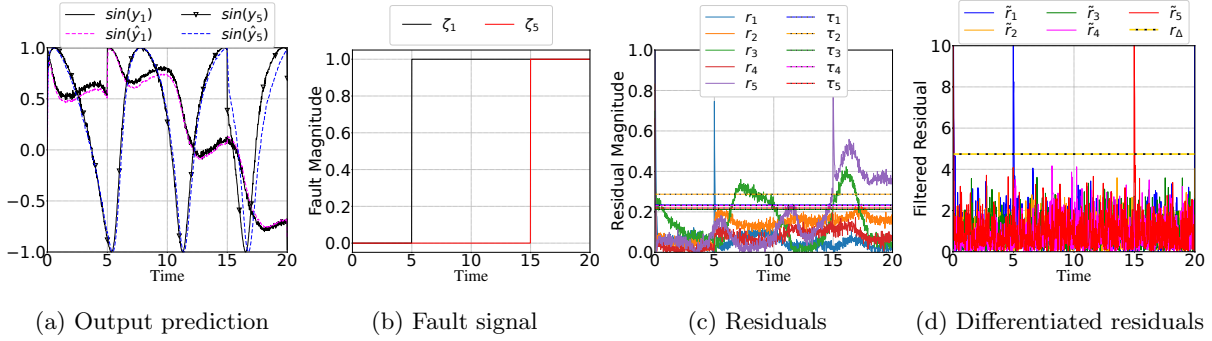 sin(y₁) sin(y₅)
sin(ŷ₁) sin(ŷ₅)
1.0
0.5
0.0
−0.5
−1.0
0 5 10 15 20
Time
(a) Output prediction
ζ₁ ζ₅
Fault Magnitude
1.0
0.8
0.6
0.4
0.2
0.0
0 5 10 15 20
Time
(b) Fault signal
r₁ τ₁
r₂ τ₂
r₃ τ₃
r₄ τ₄
r₅ τ₅
Residual Magnitude
1.0
0.8
0.6
0.4
0.2
0.0
0 5 10 15 20
Time
(c) Residuals
r̃₁ r̃₃ r̃₅
r̃₂ r̃₄ r_Δ
Filtered Residual
10
8
6
4
2
0
0 5 10 15 20
Time
(d) Differentiated residuals